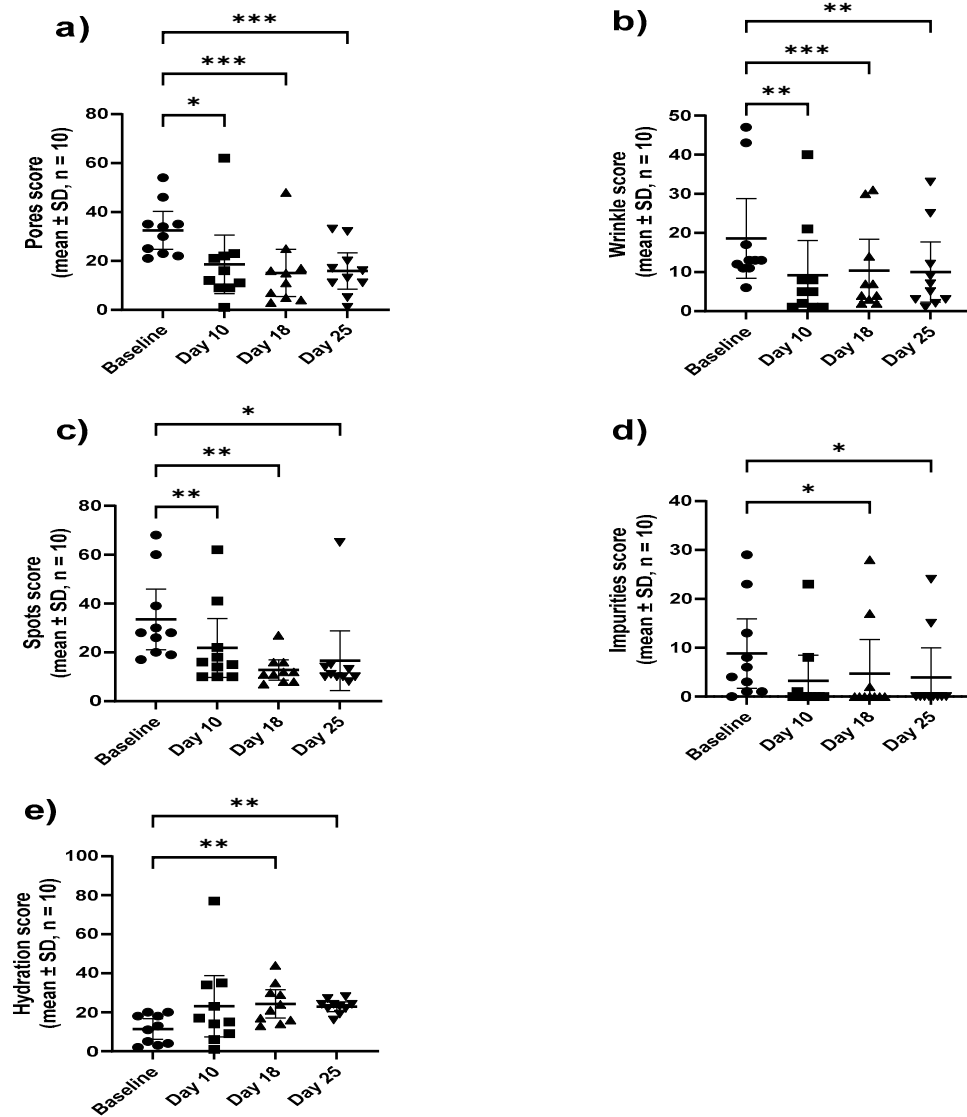 a)
***
***
*
Pores score
(mean ± SD, n = 10)
80
60
40
20
0
Baseline
Day 10
Day 18
Day 25
b)
**
***
**
Wrinkle score
(mean ± SD, n = 10)
50
40
30
20
10
0
Baseline
Day 10
Day 18
Day 25
c)
*
**
**
Spots score
(mean ± SD, n = 10)
80
60
40
20
0
Baseline
Day 10
Day 18
Day 25
d)
*
*
Impurities score
(mean ± SD, n = 10)
40
30
20
10
0
Baseline
Day 10
Day 18
Day 25
e)
**
**
Hydration score
(mean ± SD, n = 10)
100
80
60
40
20
0
Baseline
Day 10
Day 18
Day 25